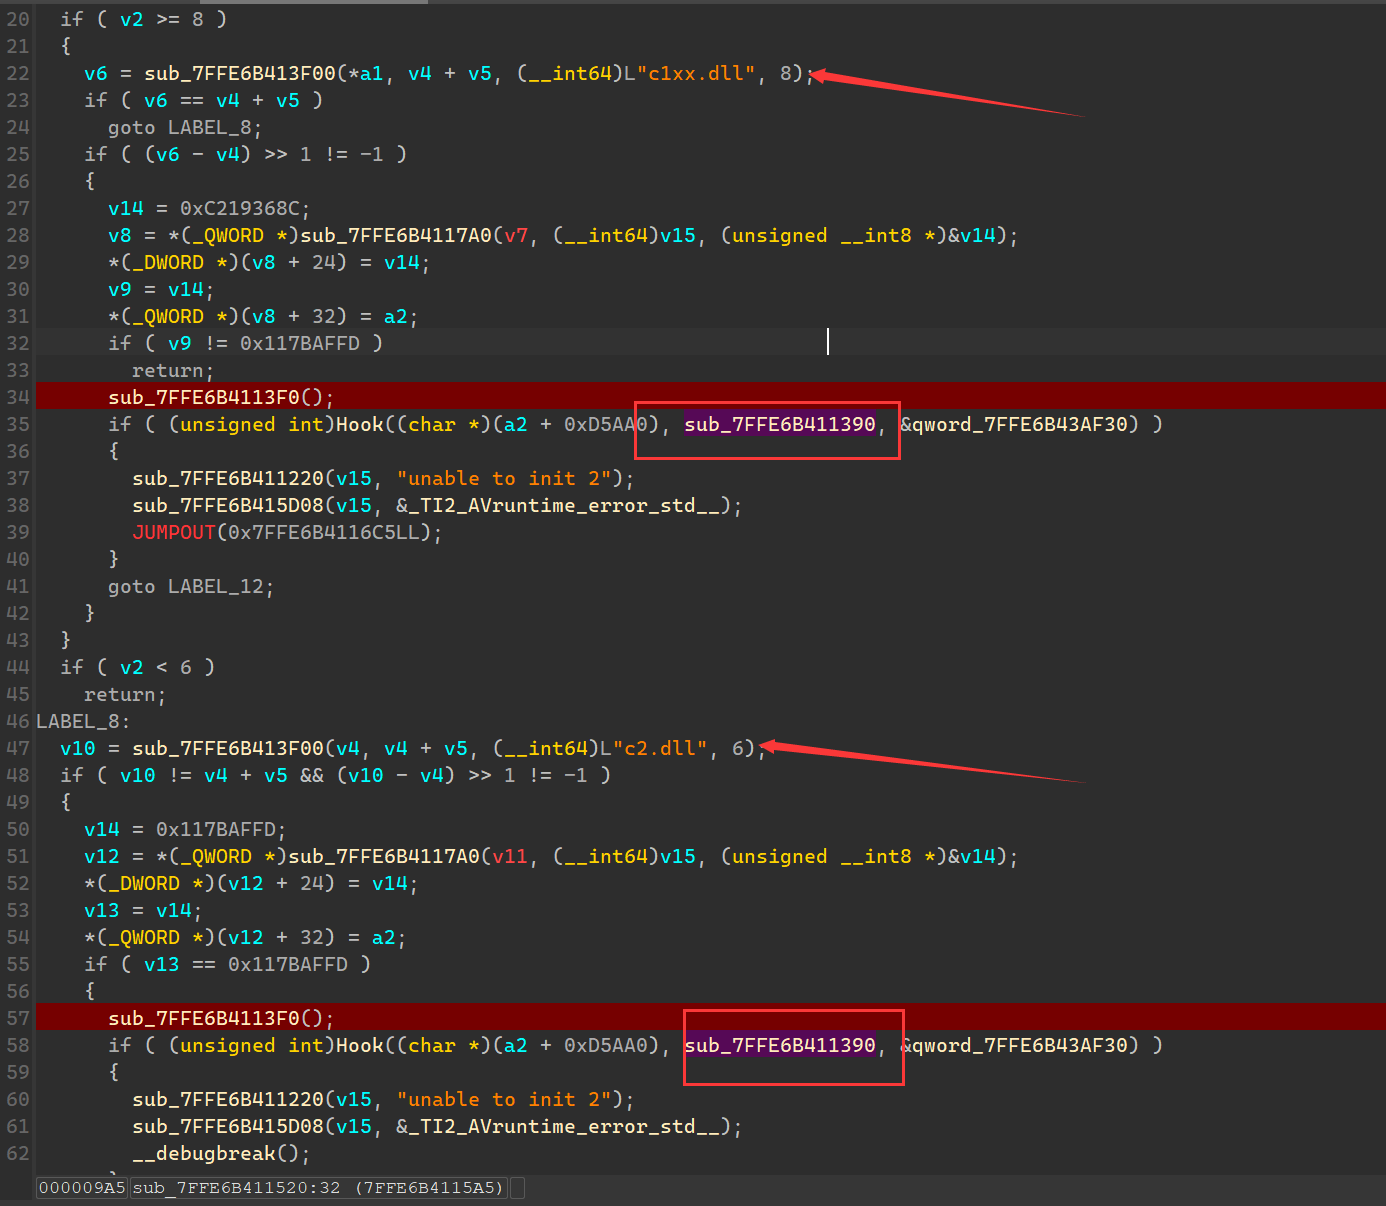 20 if ( v2 >= 8 )
21 {
22 v6 = sub_7FFE6B413F00(*a1, v4 + v5, (__int64)L"c1xx.dll", 8);
23 if ( v6 == v4 + v5 )
24 goto LABEL_8;
25 if ( (v6 - v4) >> 1 != -1 )
26 {
27 v14 = 0xC219368C;
28 v8 = *(_QWORD *)sub_7FFE6B4117A0(v7, (__int64)v15, (unsigned __int8 *)&v14);
29 *(_DWORD *)(v8 + 24) = v14;
30 v9 = v14;
31 *(_QWORD *)(v8 + 32) = a2;
32 if ( v9 != 0x117BAFFD )
33 return;
34 sub_7FFE6B4113F0();
35 if ( (unsigned int)Hook((char *)(a2 + 0xD5AA0), sub_7FFE6B411390, &qword_7FFE6B43AF30) )
36 {
37 sub_7FFE6B411220(v15, "unable to init 2");
38 sub_7FFE6B415D08(v15, &_TI2_AVruntime_error_std__);
39 JUMPOUT(0x7FFE6B4116C5LL);
40 }
41 goto LABEL_12;
42 }
43 }
44 if ( v2 < 6 )
45 return;
46 LABEL_8:
47 v10 = sub_7FFE6B413F00(v4, v4 + v5, (__int64)L"c2.dll", 6);
48 if ( v10 != v4 + v5 && (v10 - v4) >> 1 != -1 )
49 {
50 v14 = 0x117BAFFD;
51 v12 = *(_QWORD *)sub_7FFE6B4117A0(v11, (__int64)v15, (unsigned __int8 *)&v14);
52 *(_DWORD *)(v12 + 24) = v14;
53 v13 = v14;
54 *(_QWORD *)(v12 + 32) = a2;
55 if ( v13 == 0x117BAFFD )
56 {
57 sub_7FFE6B4113F0();
58 if ( (unsigned int)Hook((char *)(a2 + 0xD5AA0), sub_7FFE6B411390, &qword_7FFE6B43AF30) )
59 {
60 sub_7FFE6B411220(v15, "unable to init 2");
61 sub_7FFE6B415D08(v15, &_TI2_AVruntime_error_std__);
62 __debugbreak();
000009A5 sub_7FFE6B411520:32 (7FFE6B4115A5)